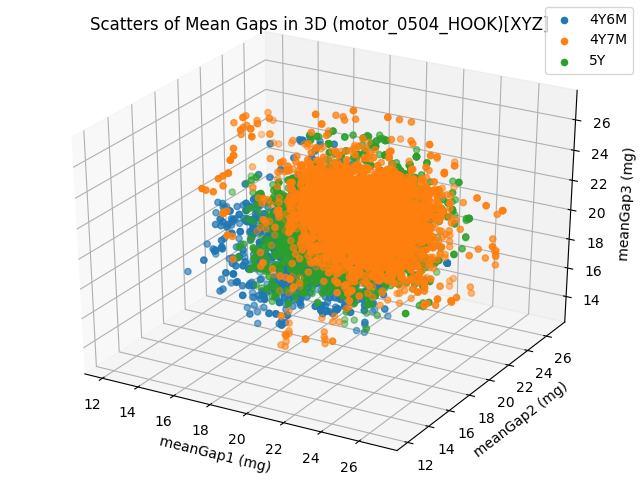 Scatters of Mean Gaps in 3D (motor_0504_HOOK)[XYZ]
4Y6M
4Y7M
5Y
12 14 16 18 20 22 24 26
meanGap1 (mg)
12 14 16 18 20 22 24 26
meanGap2 (mg)
14 16 18 20 22 24 26
meanGap3 (mg)